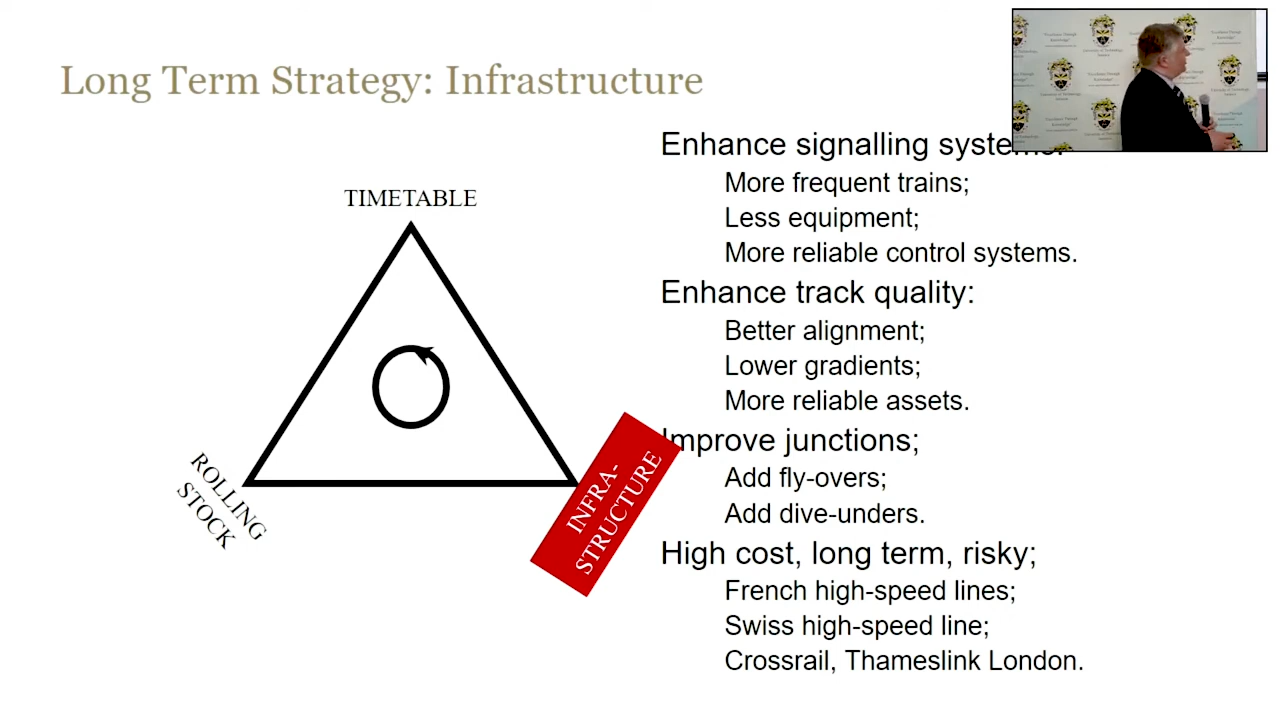 Long Term Strategy: Infrastructure
Enhance signalling systems:
More frequent trains;
Less equipment;
More reliable control systems.
Enhance track quality:
Better alignment;
Lower gradients;
More reliable assets.
Improve junctions;
Add fly-overs;
Add dive-unders.
High cost, long term, risky;
French high-speed lines;
Swiss high-speed line;
Crossrail, Thameslink London.
TIMETABLE
ROLLING
STOCK
INFRA-
STRUCTURE